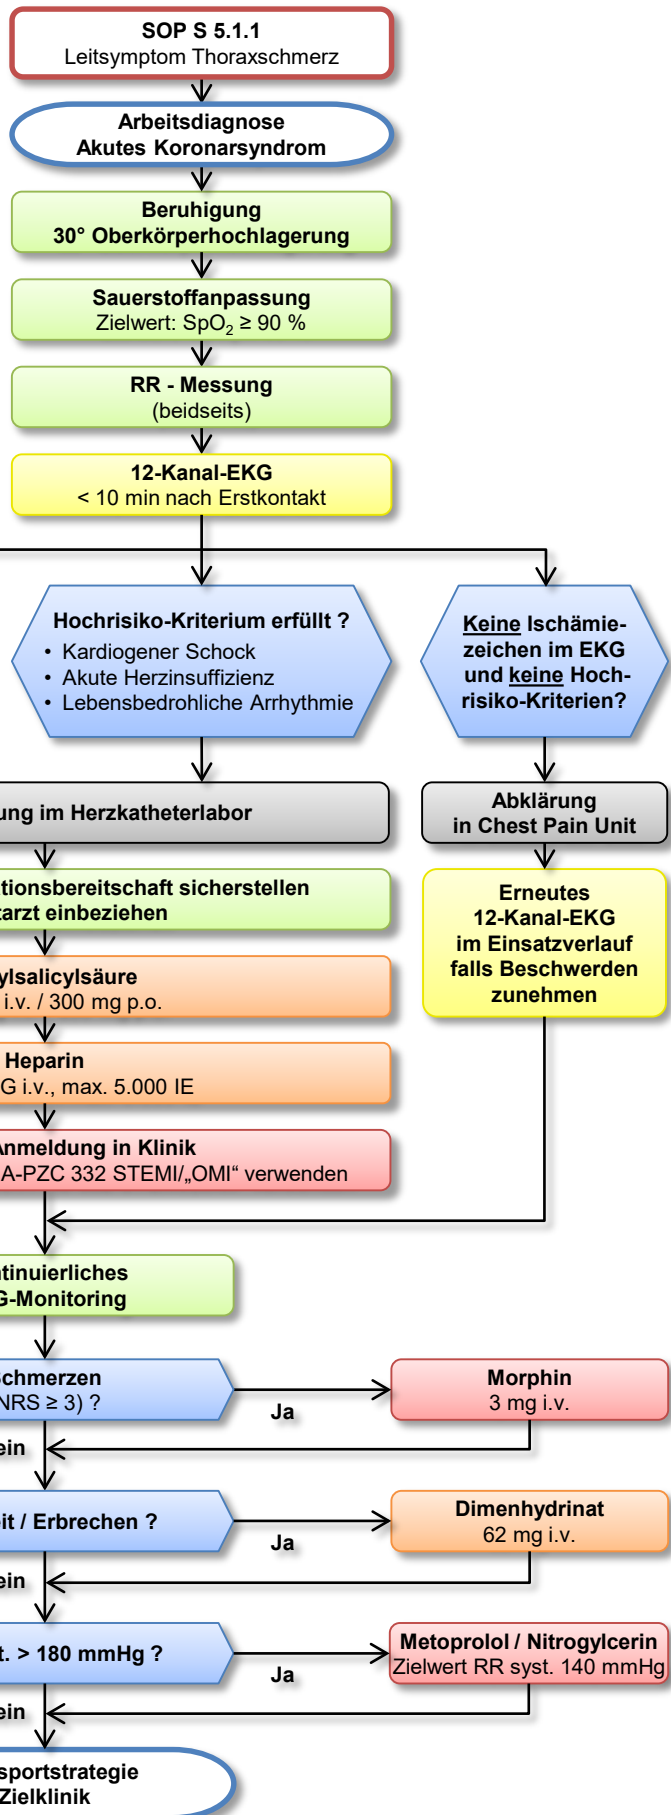 SOP S 5.1.1
Leitsymptom Thoraxschmerz
Arbeitsdiagnose
Akutes Koronarsyndrom
Beruhigung
30° Oberkörperhochlagerung
Sauerstoffanpassung
Zielwert: SpO₂ ≥ 90 %
RR - Messung
(beidseits)
12-Kanal-EKG
< 10 min nach Erstkontakt
Hochrisiko-Kriterium erfüllt ?
• Kardiogener Schock
• Akute Herzinsuffizienz
• Lebensbedrohliche Arrhythmie
Keine Ischämie-
zeichen im EKG
und keine Hoch-
risiko-Kriterien?
ung im Herzkatheterlabor
Abklärung
in Chest Pain Unit
tionsbereitschaft sicherstellen
tarzt einbeziehen
Erneutes
12-Kanal-EKG
im Einsatzverlauf
falls Beschwerden
zunehmen
ylsalicylsäure
i.v. / 300 mg p.o.
Heparin
G i.v., max. 5.000 IE
Anmeldung in Klinik
A-PZC 332 STEMI/„OMI“ verwenden
ntinuierliches
G-Monitoring
Schmerzen
NRS ≥ 3) ?
Ja
Morphin
3 mg i.v.
ein
eit / Erbrechen ?
Ja
Dimenhydrinat
62 mg i.v.
ein
t. > 180 mmHg ?
Ja
Metoprolol / Nitrogylcerin
Zielwert RR syst. 140 mmHg
ein
sportstrategie
Zielklinik